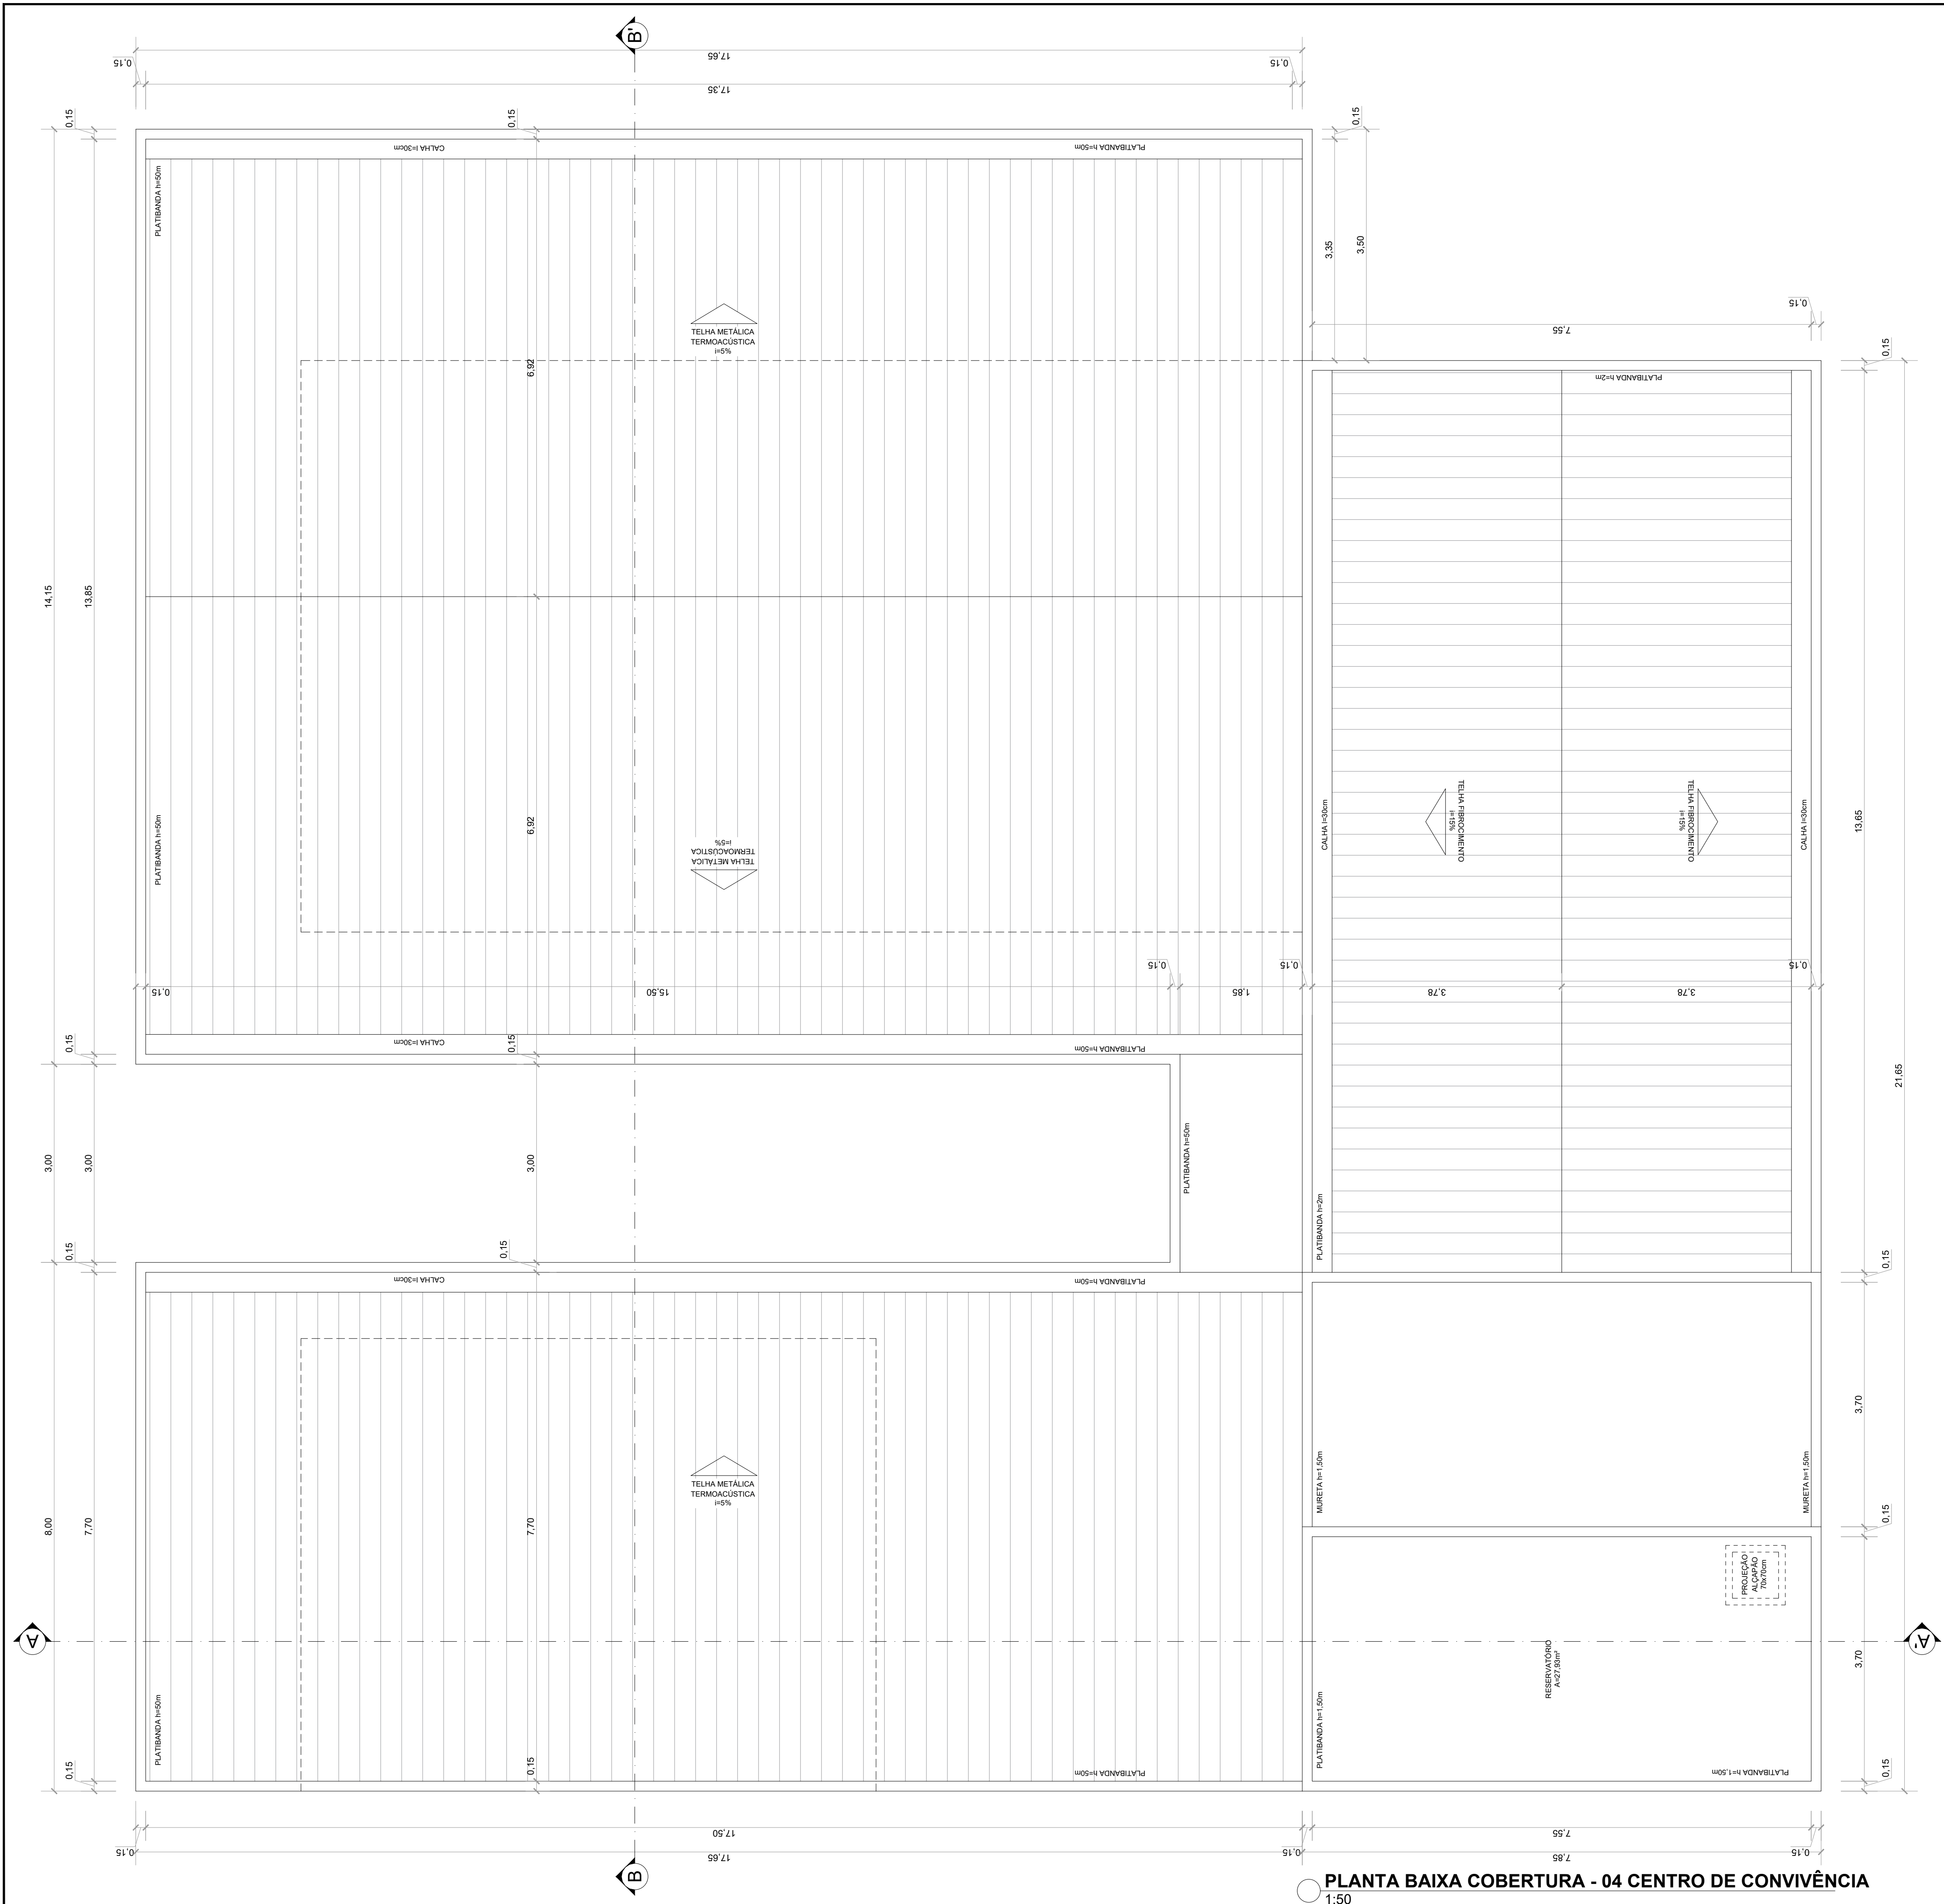 B'
17,65
0,15
0,15
17,35
0,15
0,15
0,15
CALHA l=30cm
PLATIBANDA h=50m
PLATIBANDA h=50m
3,35
3,50
0,15
7,55
0,15
TELHA METÁLICA
TERMOACÚSTICA
i=5%
6,92
PLATIBANDA h=2m
14,15
13,85
PLATIBANDA h=50m
6,92
TELHA METÁLICA
TERMOACÚSTICA
i=5%
CALHA l=30cm
TELHA FIBROCIMENTO
i=15%
TELHA FIBROCIMENTO
i=15%
CALHA l=30cm
13,65
0,15
15,50
0,15
1,85
0,15
3,78
3,78
0,15
0,15
0,15
CALHA l=30cm
PLATIBANDA h=50m
21,65
3,00
3,00
3,00
PLATIBANDA h=50m
PLATIBANDA h=2m
0,15
0,15
0,15
CALHA l=30cm
PLATIBANDA h=50m
3,70
MURETA h=1,50m
MURETA h=1,50m
TELHA METÁLICA
TERMOACÚSTICA
i=5%
8,00
7,70
7,70
0,15
PROJEÇÃO
ALÇAPÃO
70x70cm
A
A'
RESERVATÓRIO
A=27,93m²
3,70
PLATIBANDA h=50m
PLATIBANDA h=1,50m
0,15
0,15
PLATIBANDA h=50m
PLATIBANDA h=1,50m
0,15
17,50
7,55
0,15
17,65
0,15
7,85
0,15
B
PLANTA BAIXA COBERTURA - 04 CENTRO DE CONVIVÊNCIA
1:50